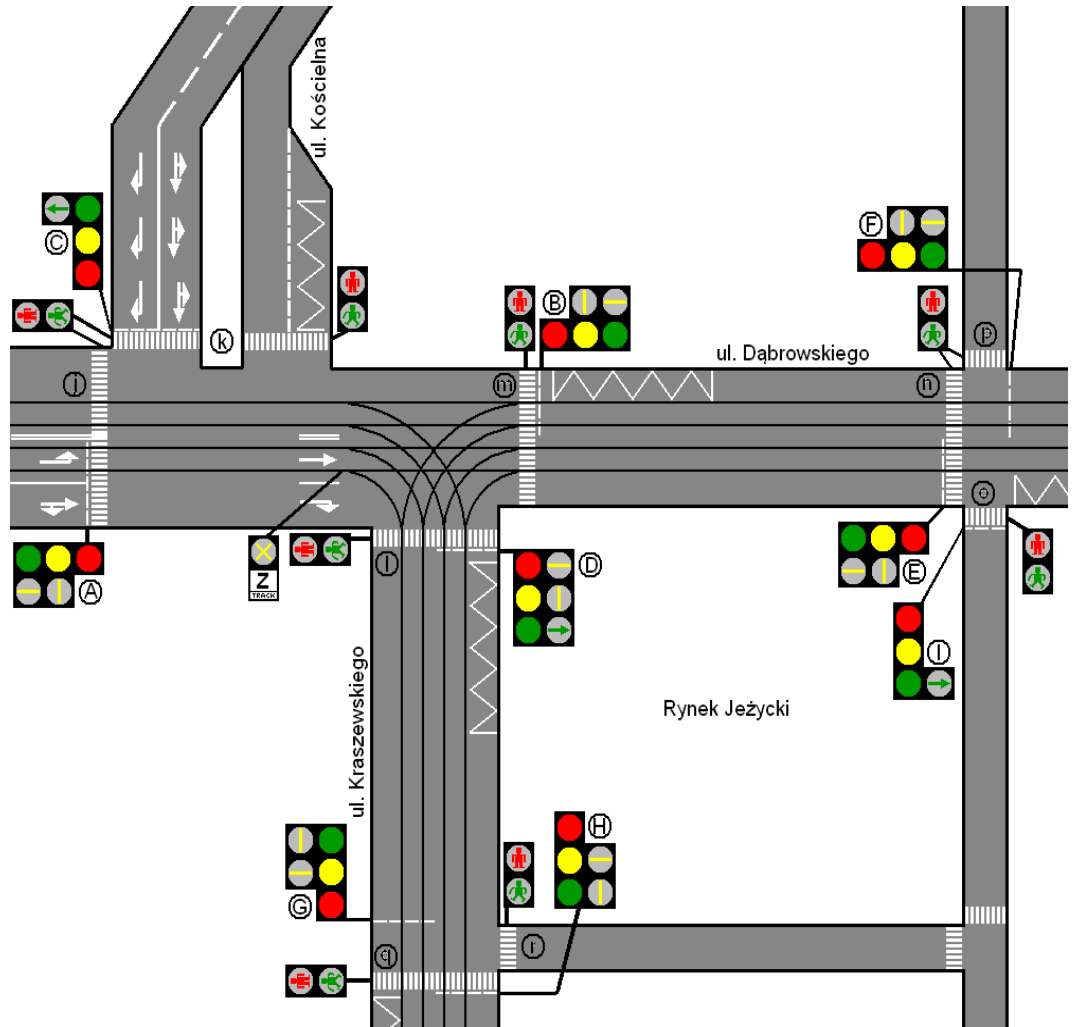 ul. Kościelna
C
F
k
B
p
ul. Dąbrowskiego
j
m
n
o
A
Z
TRACK
l
D
E
I
ul. Kraszewskiego
Rynek Jeżycki
H
G
q
r